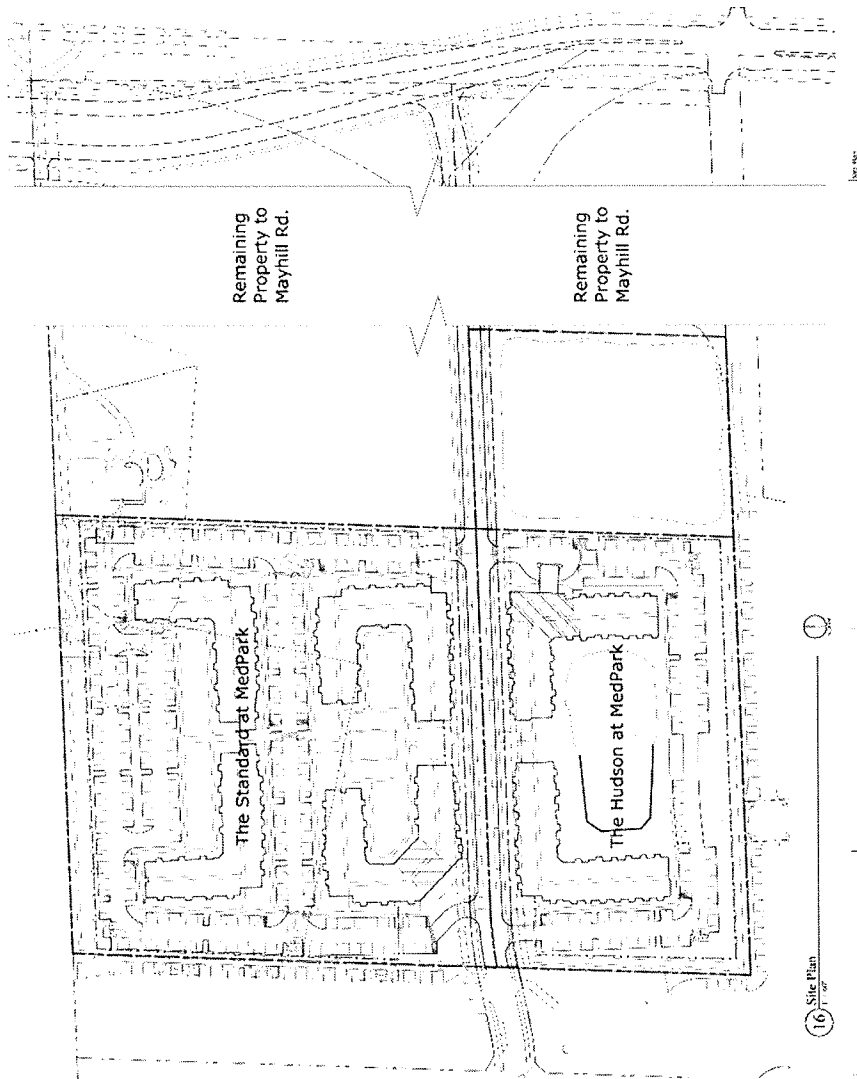 Remaining
Property to
Mayhill Rd.
Remaining
Property to
Mayhill Rd.
The Standard at MedPark
The Hudson at MedPark
16
Site Plan